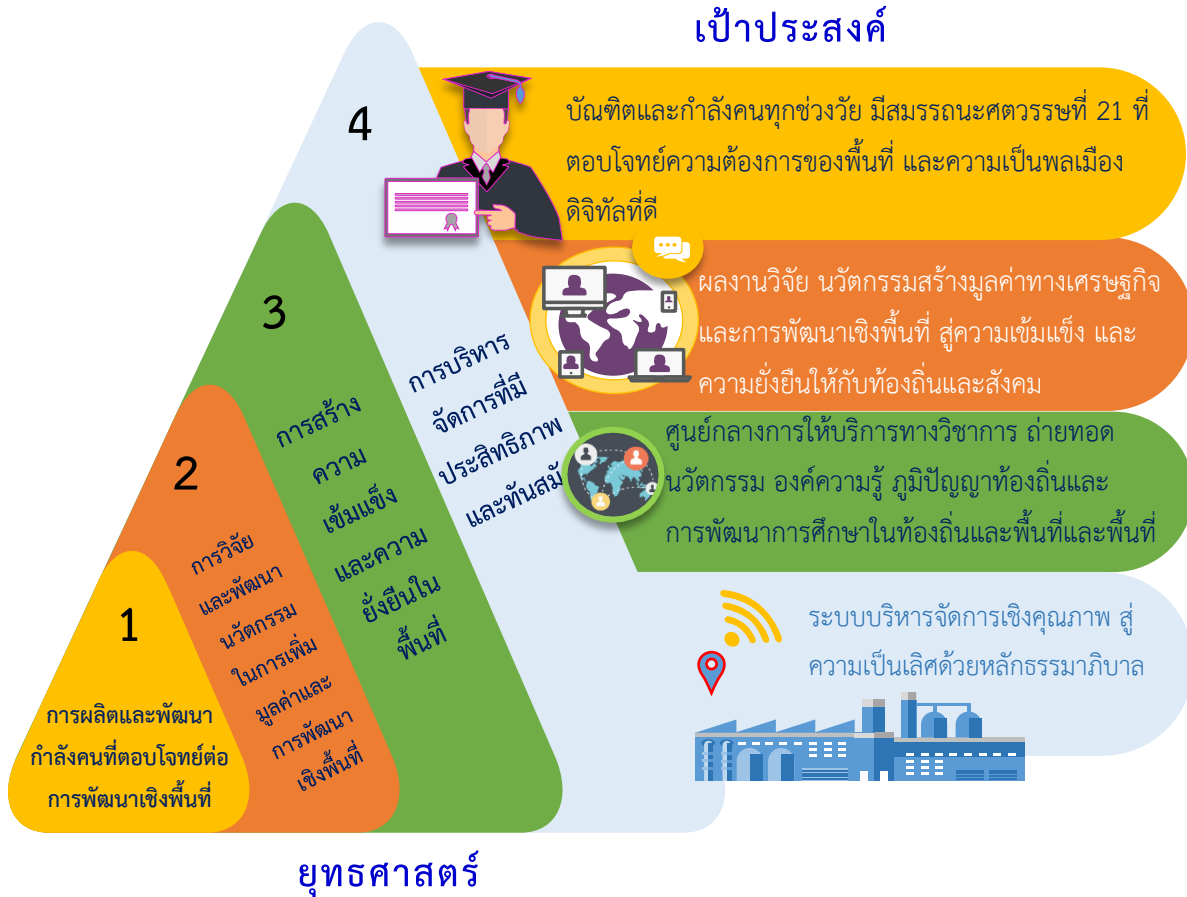 เป้าประสงค์
บัณฑิตและกำลังคนทุกช่วงวัย มีสมรรถนะศตวรรษที่ 21 ที่
ตอบโจทย์ความต้องการของพื้นที่ และความเป็นพลเมือง
ดิจิทัลที่ดี
ผลงานวิจัย นวัตกรรมสร้างมูลค่าทางเศรษฐกิจ
และการพัฒนาเชิงพื้นที่ สู่ความเข้มแข็ง และ
ความยั่งยืนให้กับท้องถิ่นและสังคม
ศูนย์กลางการให้บริการทางวิชาการ ถ่ายทอด
นวัตกรรม องค์ความรู้ ภูมิปัญญาท้องถิ่นและ
การพัฒนาการศึกษาในท้องถิ่นและพื้นที่และพื้นที่
ระบบบริหารจัดการเชิงคุณภาพ สู่
ความเป็นเลิศด้วยหลักธรรมาภิบาล
4
การบริหาร
จัดการที่มี
ประสิทธิภาพ
และทันสมั
3
การสร้าง
ความ
เข้มแข็ง
และความ
ยั่งยืนใน
พื้นที่
2
การวิจัย
และพัฒนา
นวัตกรรม
ในการเพิ่ม
มูลค่าและ
การพัฒนา
เชิงพื้นที่
1
การผลิตและพัฒนา
กำลังคนที่ตอบโจทย์ต่อ
การพัฒนาเชิงพื้นที่
ยุทธศาสตร์